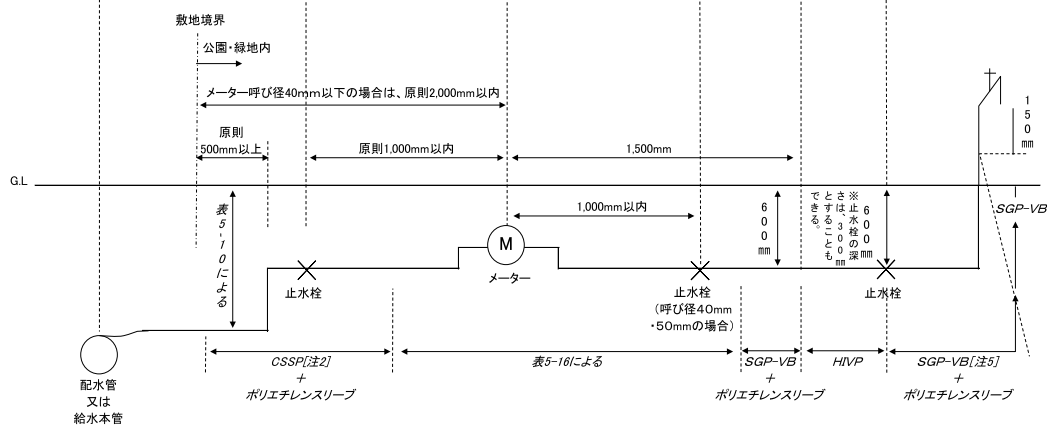 敷地境界
公園・緑地内
メーター呼び径40mm以下の場合は、原則2,000mm以内
原則
500mm以上
原則1,000mm以内
1,500mm
150mm
G.L
表5-10による
1,000mm以内
600mm
※止水栓の深
さは、300mm
とすることも
できる。
600mm
SGP-VB
M
メーター
止水栓
止水栓
(呼び径40mm
・50mmの場合)
止水栓
配水管
又は
給水本管
CSSP[注2]
+
ポリエチレンスリーブ
表5-16による
SGP-VB
+
ポリエチレンスリーブ
HIVP
SGP-VB[注5]
+
ポリエチレンスリーブ